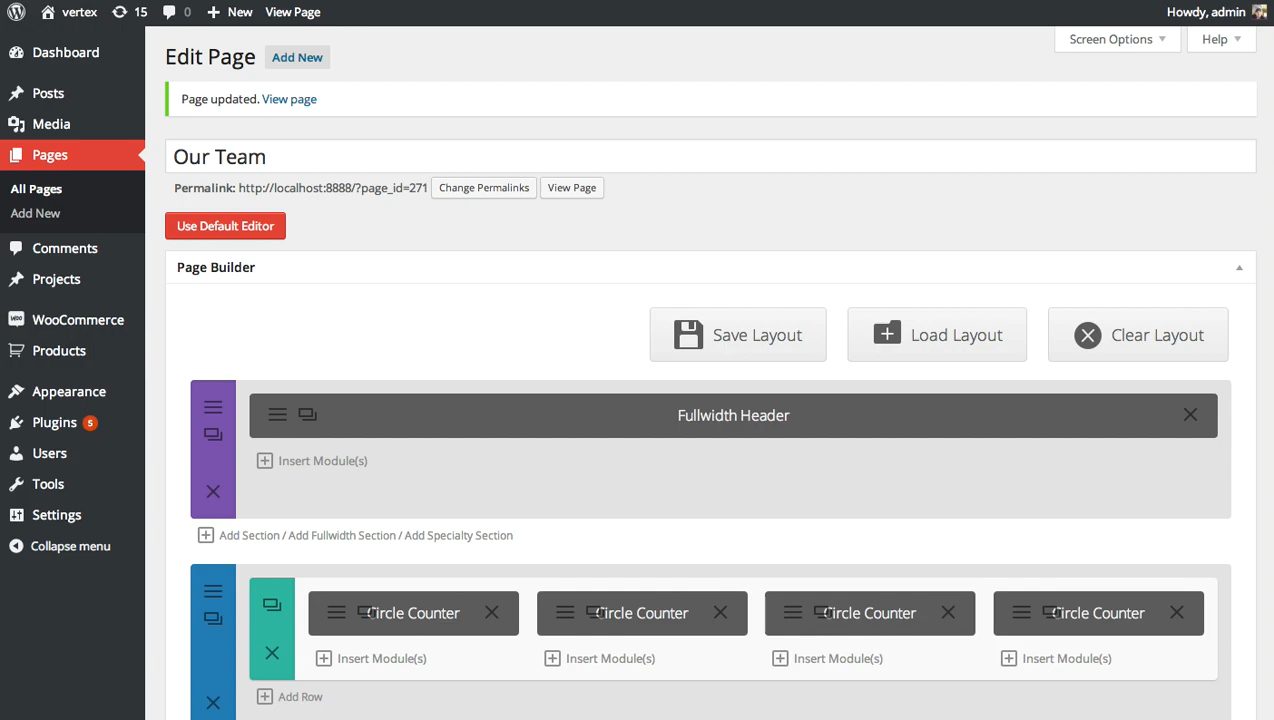 vertex 15 0 New View Page Howdy, admin
Dashboard
Posts
Media
Pages
All Pages
Add New
Comments
Projects
WooCommerce
Products
Appearance
Plugins 5
Users
Tools
Settings
Collapse menu
Screen Options Help
Edit Page Add New
Page updated. View page
Our Team
Permalink: http://localhost:8888/?page_id=271 Change Permalinks View Page
Use Default Editor
Page Builder
Save Layout Load Layout Clear Layout
Fullwidth Header
Insert Module(s)
Add Section / Add Fullwidth Section / Add Specialty Section
Circle Counter Circle Counter Circle Counter Circle Counter
Insert Module(s) Insert Module(s) Insert Module(s) Insert Module(s)
Add Row